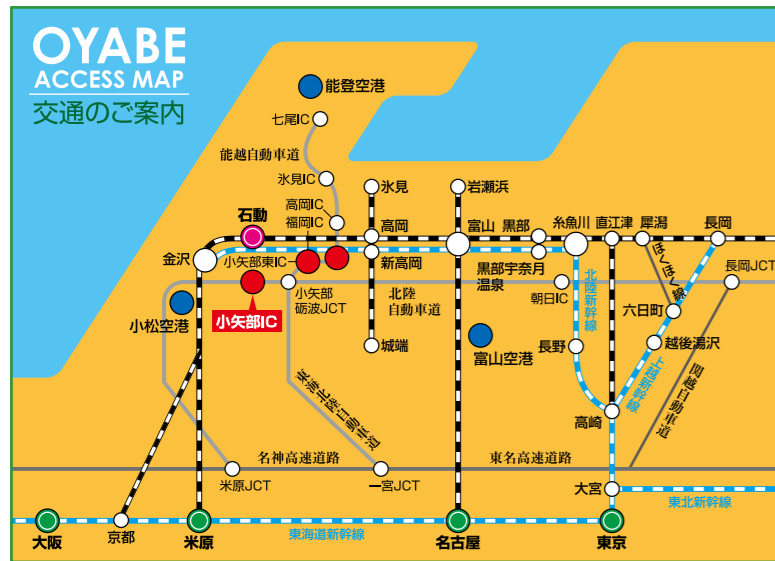 OYABE
ACCESS MAP
交通のご案内
能登空港
七尾IC
能越自動車道
氷見IC
高岡IC
福岡IC
氷見
岩瀬浜
石動
高岡
富山
黒部
糸魚川
直江津
犀潟
長岡
金沢
小矢部東IC
新高岡
黒部宇奈月
温泉
ほくほく線
長岡JCT
小矢部
砺波JCT
北陸
自動車道
朝日IC
北陸新幹線
小松空港
小矢部IC
六日町
城端
富山空港
長野
越後湯沢
上越新幹線
関越自動車道
東海北陸自動車道
高崎
名神高速道路
東名高速道路
米原JCT
一宮JCT
大宮
東北新幹線
大阪
京都
米原
東海道新幹線
名古屋
東京